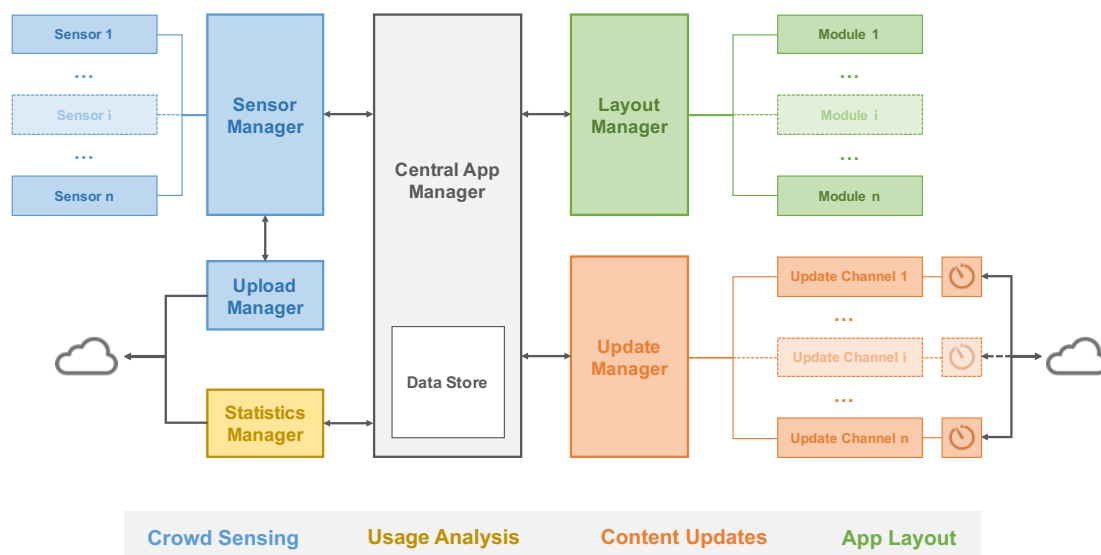 Sensor 1
...
Sensor i
...
Sensor n
Sensor
Manager
Upload
Manager
Statistics
Manager
Central App
Manager
Data Store
Layout
Manager
Module 1
...
Module i
...
Module n
Update
Manager
Update Channel 1
...
Update Channel i
...
Update Channel n
Crowd Sensing
Usage Analysis
Content Updates
App Layout